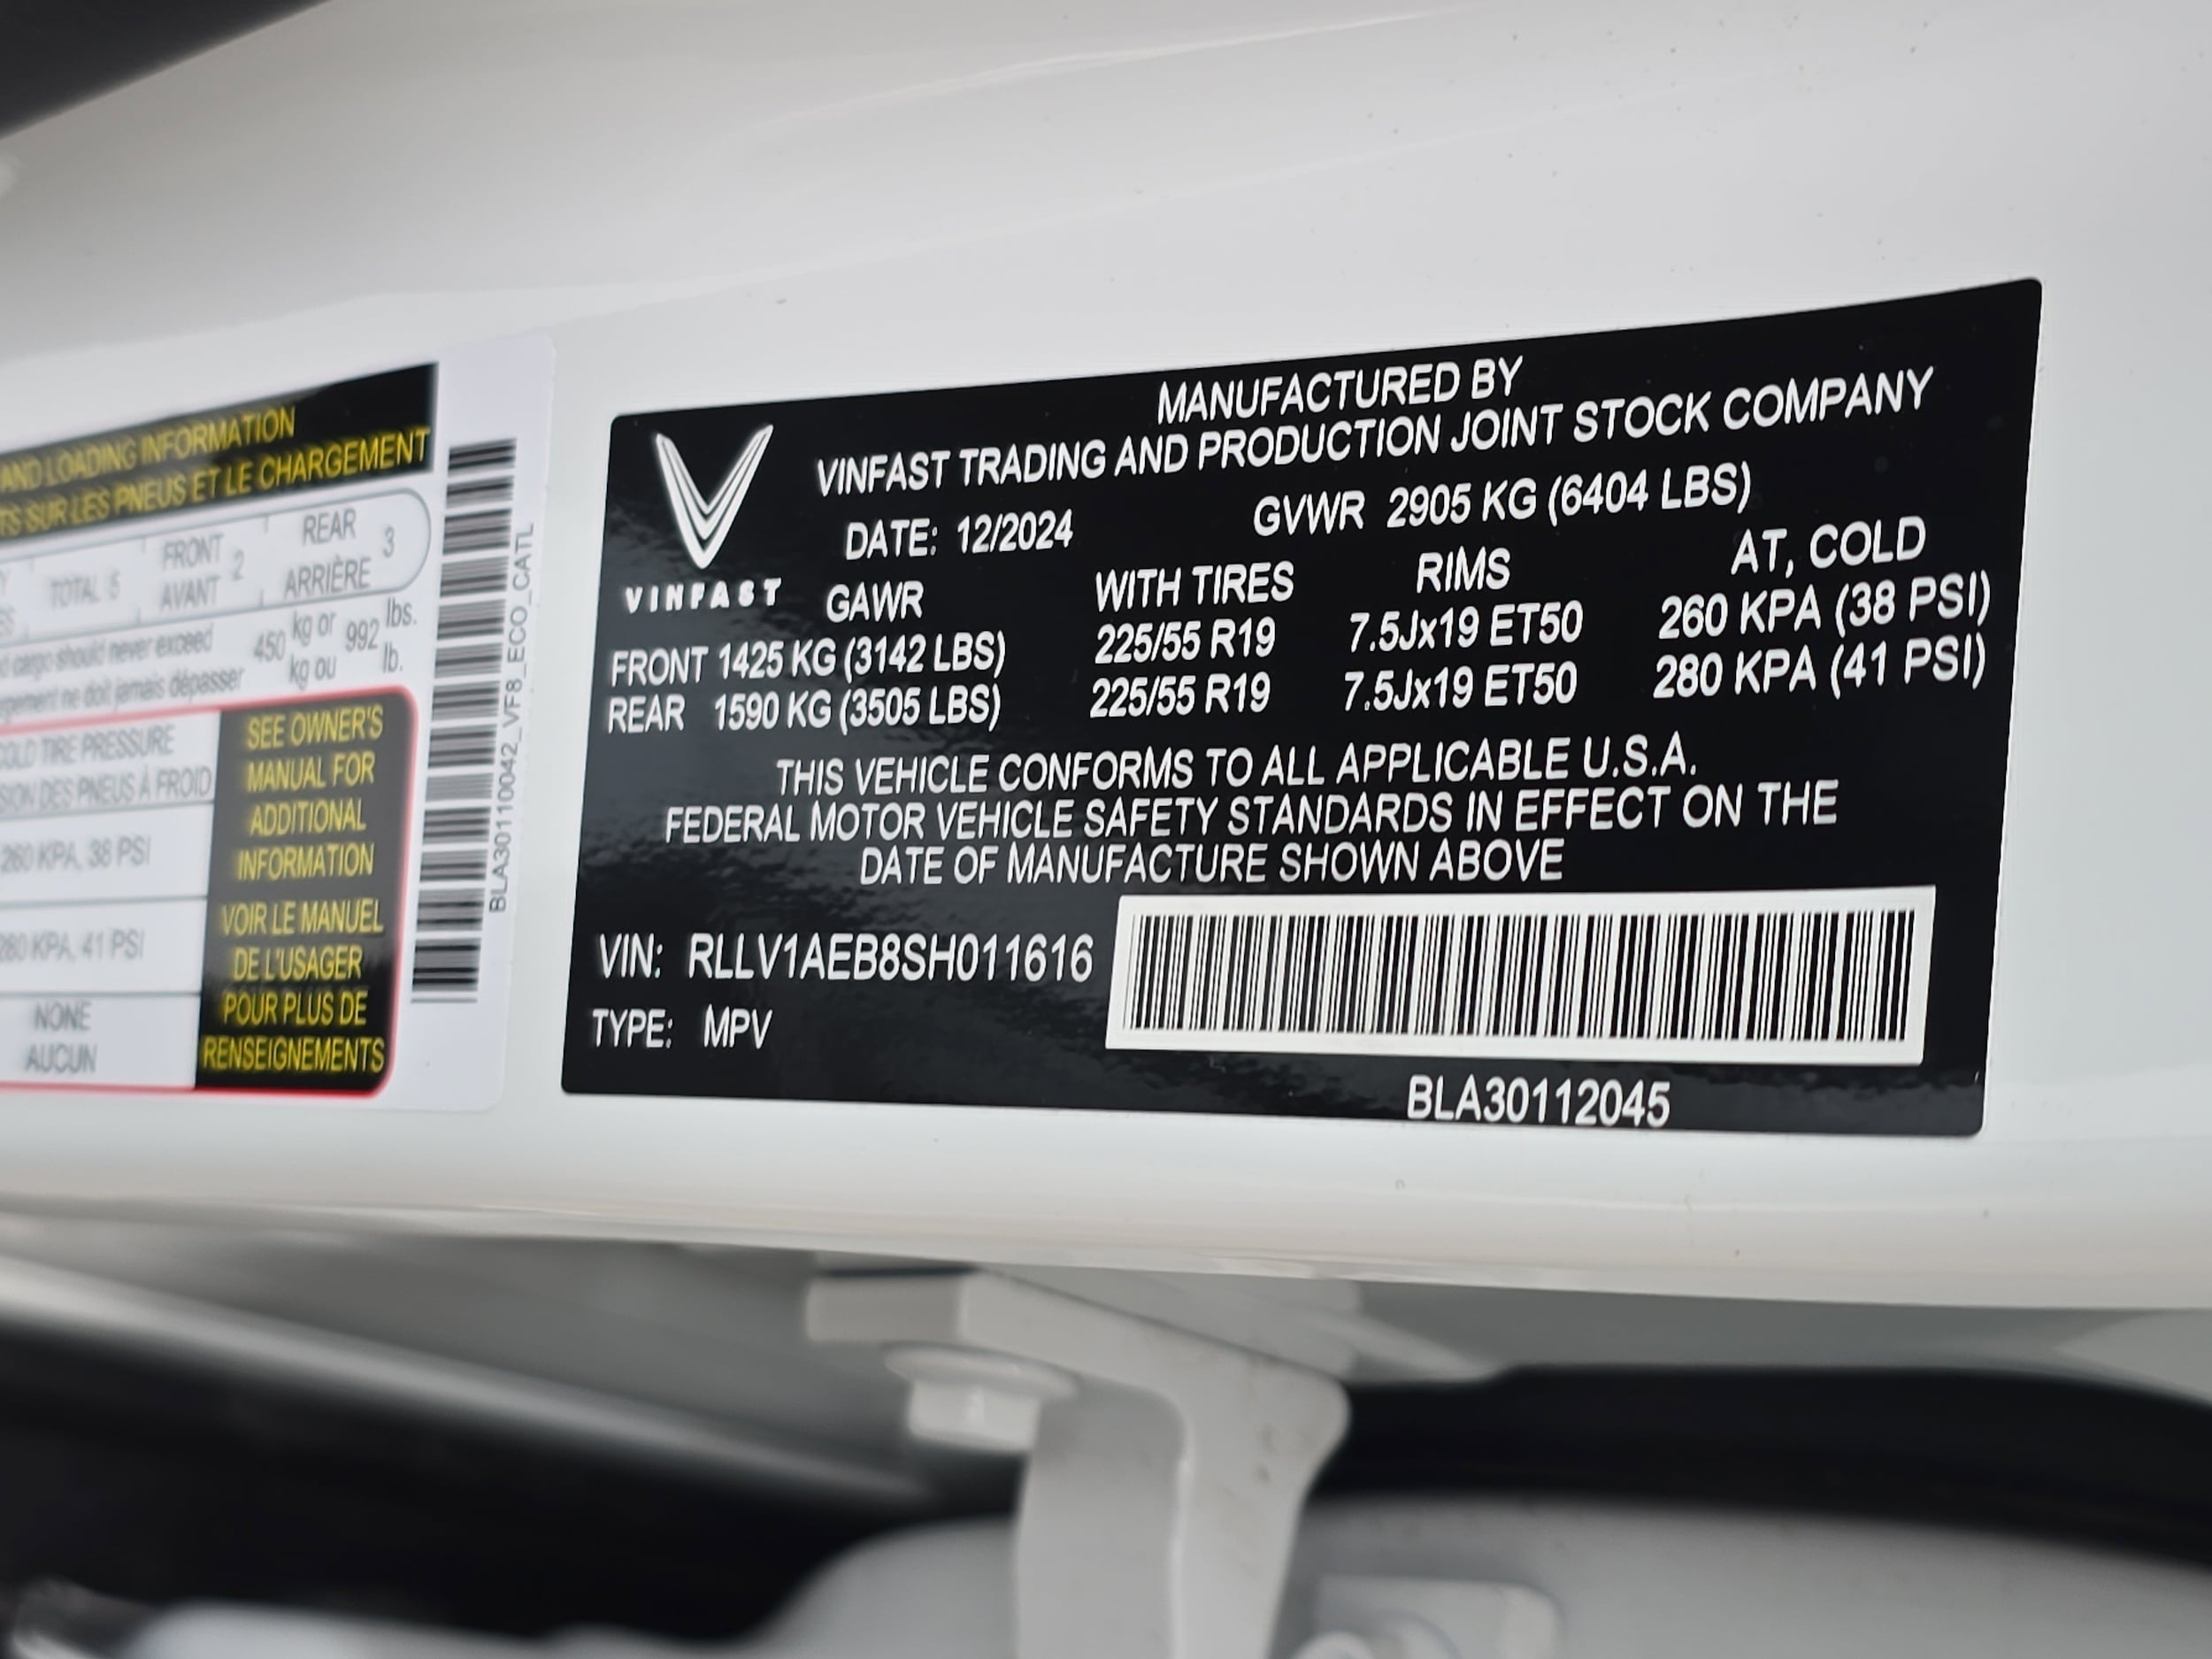 AND LOADING INFORMATION
TS SUR LES PNEUS ET LE CHARGEMENT
TOTAL 5
FRONT
AVANT
2
REAR
ARRIÈRE
3
cargo should never exceed
ne doit jamais dépasser
450
kg or
kg ou
992
lbs.
lb.
COLD TIRE PRESSURE
DES PNEUS À FROID
260 KPA, 38 PSI
280 KPA, 41 PSI
NONE
AUCUN
SEE OWNER'S
MANUAL FOR
ADDITIONAL
INFORMATION
VOIR LE MANUEL
DE L'USAGER
POUR PLUS DE
RENSEIGNEMENTS
BLA30110042_VF8_ECO_CATL
VINFAST
MANUFACTURED BY
VINFAST TRADING AND PRODUCTION JOINT STOCK COMPANY
DATE: 12/2024 GVWR 2905 KG (6404 LBS)
GAWR WITH TIRES RIMS AT, COLD
FRONT 1425 KG (3142 LBS) 225/55 R19 7.5Jx19 ET50 260 KPA (38 PSI)
REAR 1590 KG (3505 LBS) 225/55 R19 7.5Jx19 ET50 280 KPA (41 PSI)
THIS VEHICLE CONFORMS TO ALL APPLICABLE U.S.A.
FEDERAL MOTOR VEHICLE SAFETY STANDARDS IN EFFECT ON THE
DATE OF MANUFACTURE SHOWN ABOVE
VIN: RLLV1AEB8SH011616
TYPE: MPV
BLA30112045